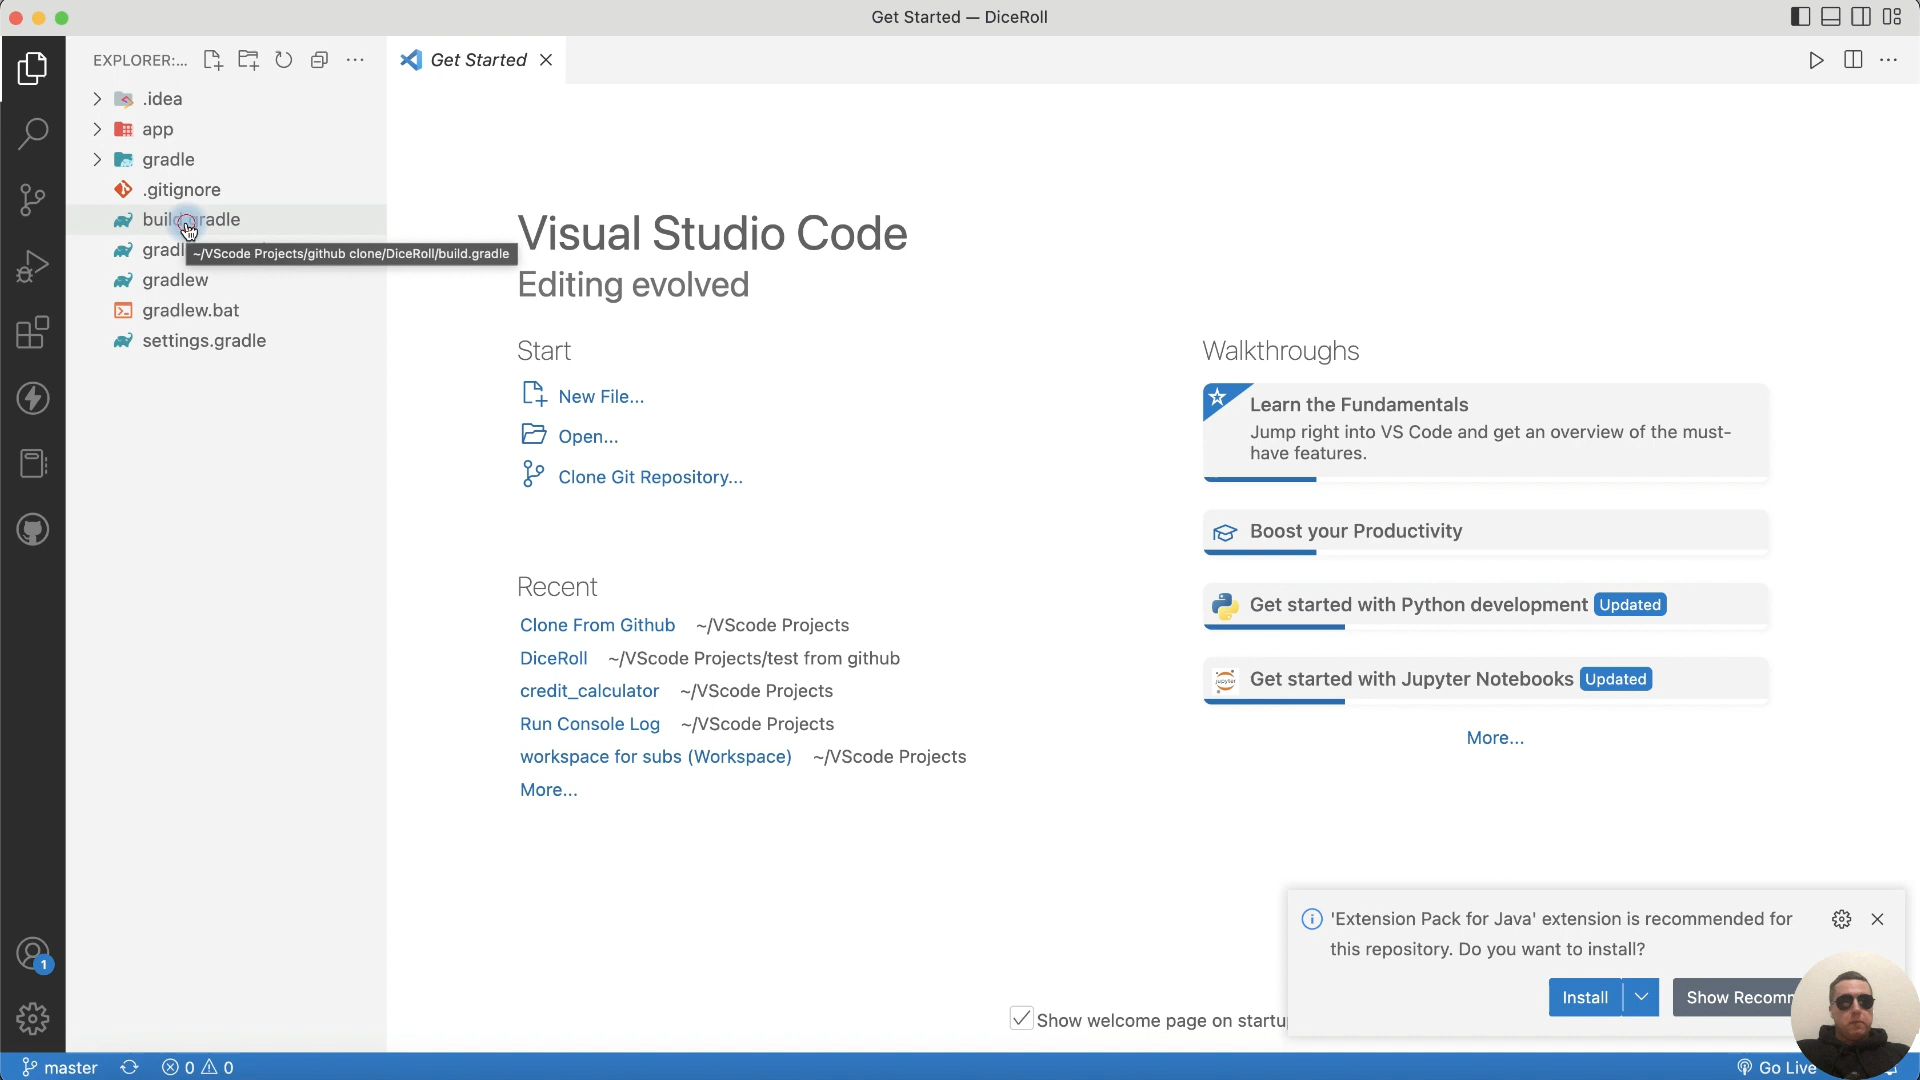 Get Started — DiceRoll
EXPLORER:...
Get Started
.idea
app
gradle
.gitignore
build.gradle
~/VScode Projects/github clone/DiceRoll/build.gradle
gradlew
gradlew.bat
settings.gradle
Visual Studio Code
Editing evolved
Start
New File...
Open...
Clone Git Repository...
Recent
Clone From Github ~/VScode Projects
DiceRoll ~/VScode Projects/test from github
credit_calculator ~/VScode Projects
Run Console Log ~/VScode Projects
workspace for subs (Workspace) ~/VScode Projects
More...
Walkthroughs
Learn the Fundamentals
Jump right into VS Code and get an overview of the must-
have features.
Boost your Productivity
Get started with Python development Updated
jupyter
Get started with Jupyter Notebooks Updated
More...
'Extension Pack for Java' extension is recommended for
this repository. Do you want to install?
Install
Show Recomm
Show welcome page on startu
1
master
0 0
Go Live